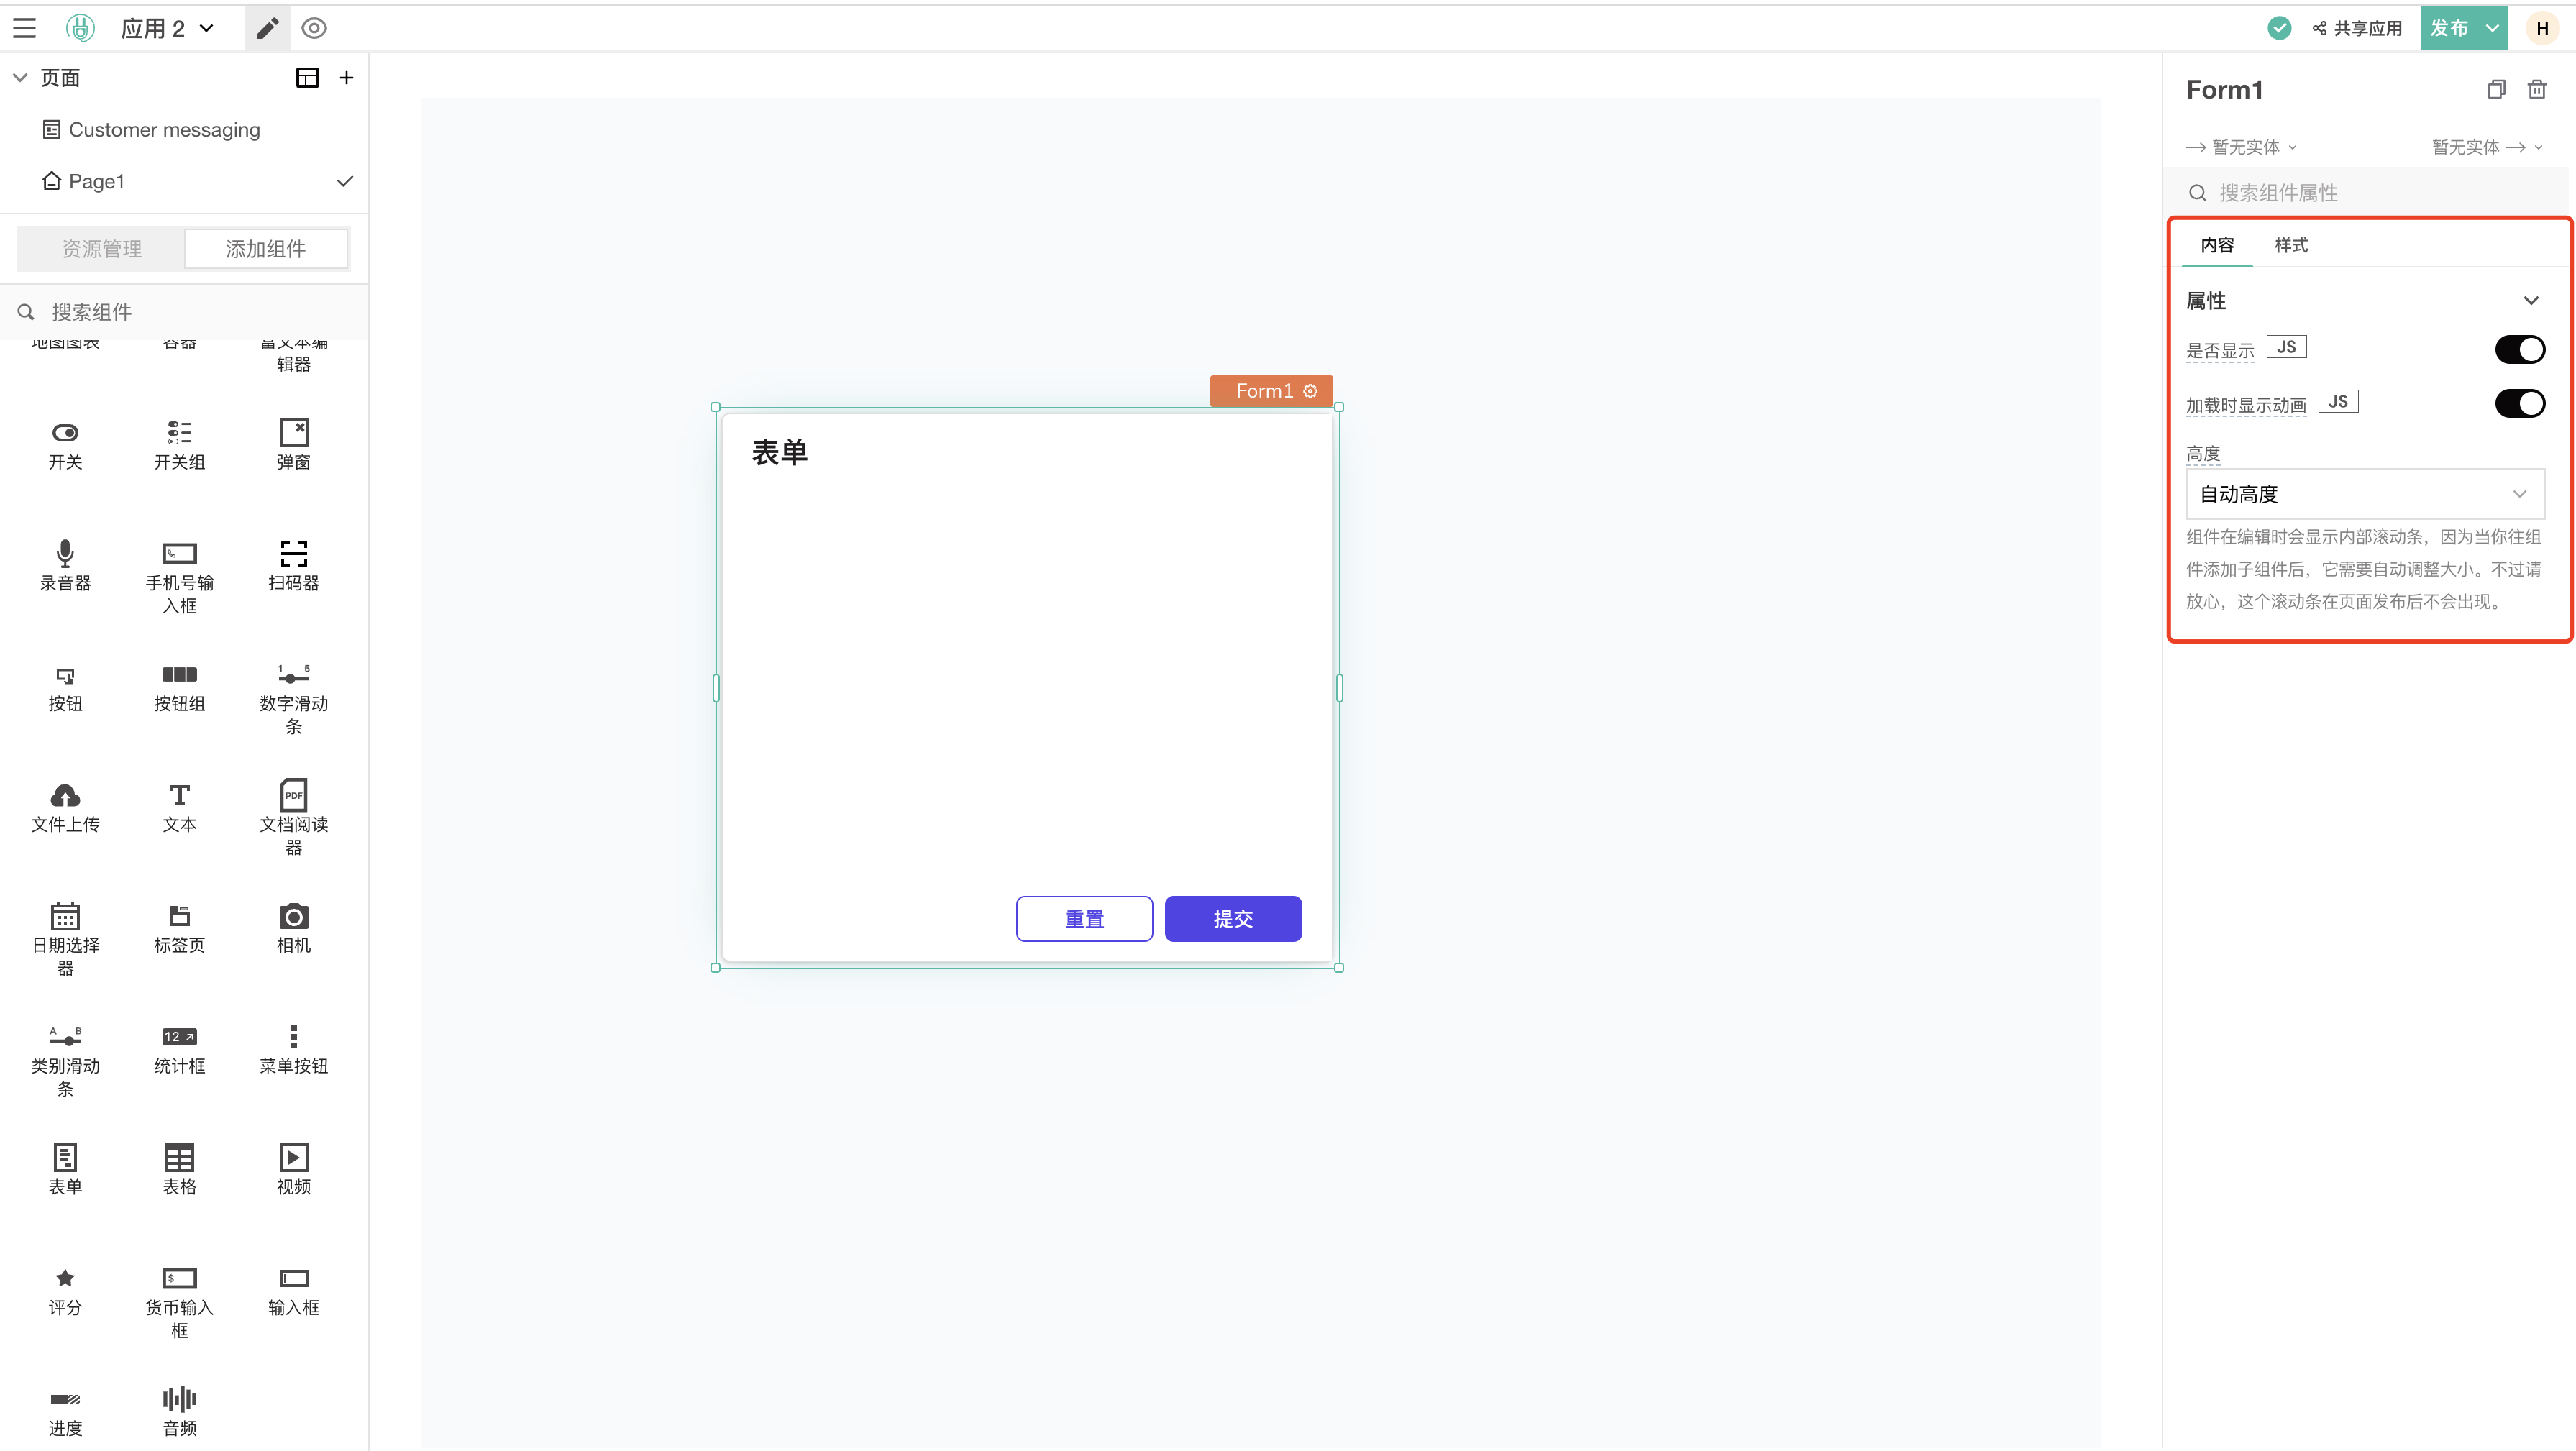 应用 2
共享应用
发布
H
页面
Customer messaging
Page1
资源管理
添加组件
搜索组件
地图图表
容器
富文本编
辑器
开关
开关组
弹窗
录音器
手机号输
入框
扫码器
按钮
按钮组
1 5
数字滑动
条
文件上传
T
文本
PDF
文档阅读
器
日期选择
器
标签页
相机
A B
类别滑动
条
12
统计框
菜单按钮
表单
表格
视频
评分
$
货币输入
框
输入框
进度
音频
Form1
表单
重置
提交
Form1
暂无实体
暂无实体
搜索组件属性
内容
样式
属性
是否显示
JS
加载时显示动画
JS
高度
自动高度
组件在编辑时会显示内部滚动条，因为当你往组
件添加子组件后，它需要自动调整大小。不过请
放心，这个滚动条在页面发布后不会出现。